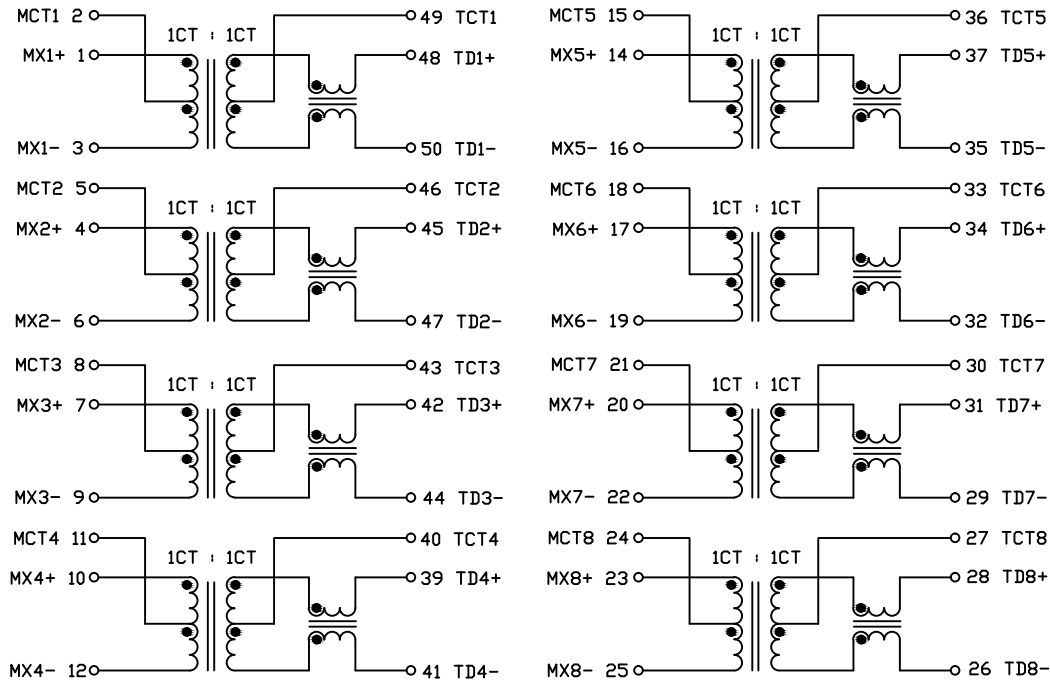 MCT1 2 49 TCT1
1CT : 1CT
MX1+ 1 48 TD1+
MX1- 3 50 TD1-
MCT2 5 46 TCT2
1CT : 1CT
MX2+ 4 45 TD2+
MX2- 6 47 TD2-
MCT3 8 43 TCT3
1CT : 1CT
MX3+ 7 42 TD3+
MX3- 9 44 TD3-
MCT4 11 40 TCT4
1CT : 1CT
MX4+ 10 39 TD4+
MX4- 12 41 TD4-
MCT5 15 36 TCT5
1CT : 1CT
MX5+ 14 37 TD5+
MX5- 16 35 TD5-
MCT6 18 33 TCT6
1CT : 1CT
MX6+ 17 34 TD6+
MX6- 19 32 TD6-
MCT7 21 30 TCT7
1CT : 1CT
MX7+ 20 31 TD7+
MX7- 22 29 TD7-
MCT8 24 27 TCT8
1CT : 1CT
MX8+ 23 28 TD8+
MX8- 25 26 TD8-